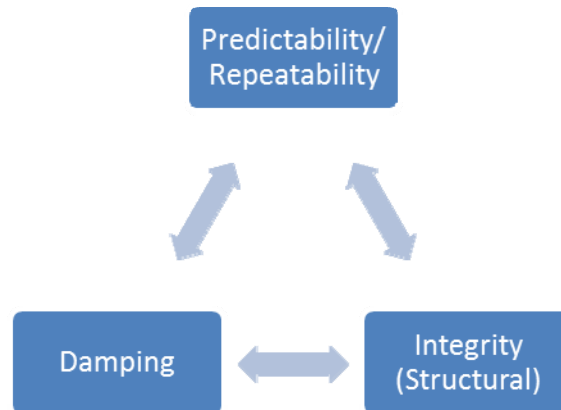 Predictability/
Repeatability
Damping
Integrity
(Structural)